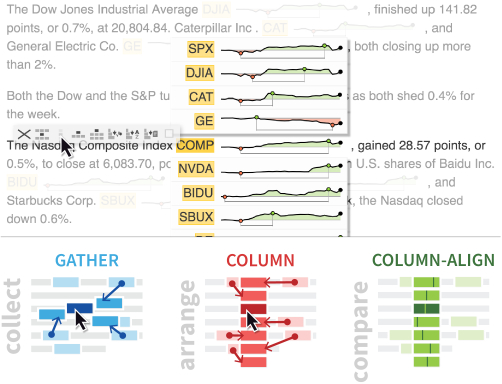 The Dow Jones Industrial Average DJIA , finished up 141.82
points, or 0.7%, at 20,804.84. Caterpillar Inc . CAT , and
General Electric Co. GE both closing up more
than 2%.
SPX
DJIA
CAT
GE
Both the Dow and the S&P tu as both shed 0.4% for
the week.
The Nasdaq Composite Index COMP , gained 28.57 points, or
0.5%, to close at 6,083.70, po U.S. shares of Baidu Inc.
NVDA
BIDU BIDU , and
Starbucks Corp. SBUX SBUX , the Nasdaq closed
down 0.6%.
GATHER COLUMN COLUMN-ALIGN
collect arrange compare